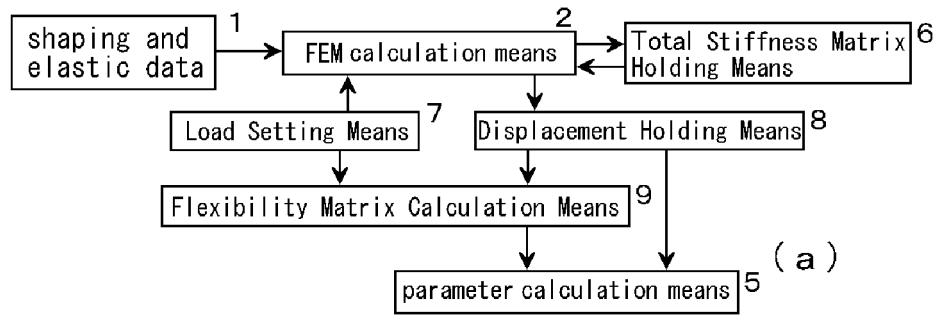 1
shaping and
elastic data
2
FEM calculation means
6
Total Stiffness Matrix
Holding Means
7
Load Setting Means
8
Displacement Holding Means
9
Flexibility Matrix Calculation Means
(a)
5
parameter calculation means